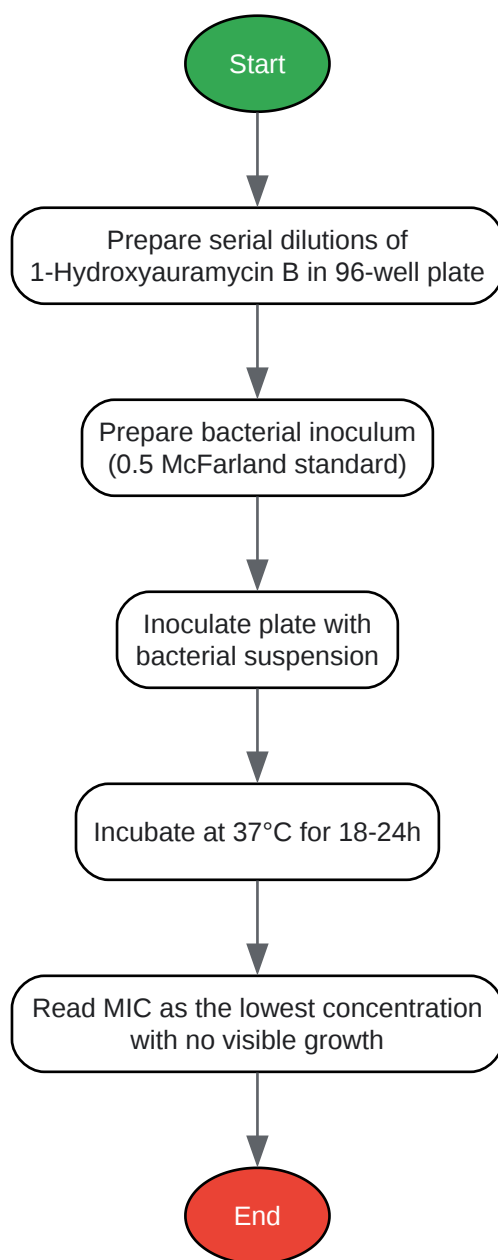 Start
Prepare serial dilutions of
1-Hydroxyauramycin B in 96-well plate
Prepare bacterial inoculum
(0.5 McFarland standard)
Inoculate plate with
bacterial suspension
Incubate at 37°C for 18-24h
Read MIC as the lowest concentration
with no visible growth
End